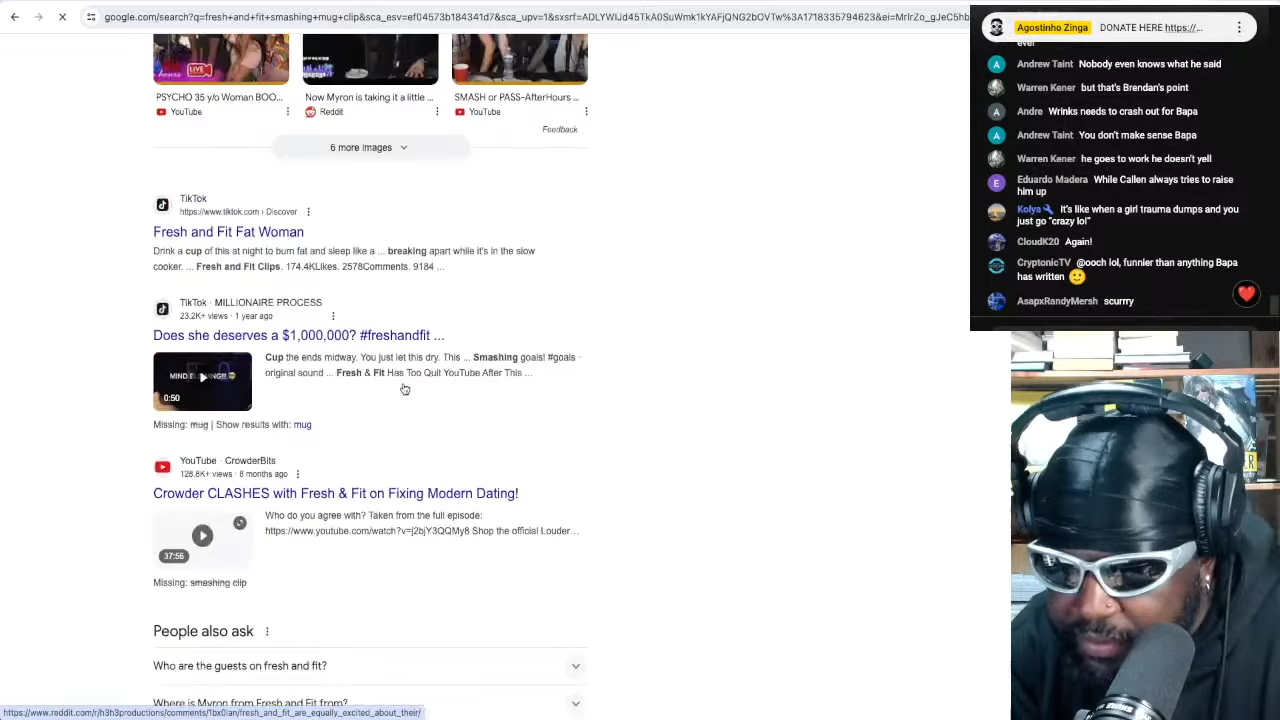 google.com/search?q=fresh+and+fit+smashing+mug+clip&sca_esv=ef04573b184341d7&sca_upv=1&sxsrf=ADLYWIJd45TkA0SuWmk1kYAFjQNG2bOVTw%3A1718335794623&ei=MrIrZo_gJeC5hb
PSYCHO 35 y/o Woman BOO...
YouTube
Now Myron is taking it a little ...
Reddit
SMASH or PASS-AfterHours ...
YouTube
Feedback
6 more images
TikTok
https://www.tiktok.com › Discover
Fresh and Fit Fat Woman
Drink a cup of this at night to burn fat and sleep like a ... breaking apart while it's in the slow
cooker. ... Fresh and Fit Clips. 174.4KLikes. 2578Comments. 9184 ...
TikTok · MILLIONAIRE PROCESS
23.2K+ views · 1 year ago
Does she deserves a $1,000,000? #freshandfit ...
Cup the ends midway. You just let this dry. This ... Smashing goals! #goals ·
original sound ... Fresh & Fit Has Too Quit YouTube After This ...
0:50
Missing: mug | Show results with: mug
YouTube · CrowderBits
128.8K+ views · 8 months ago
Crowder CLASHES with Fresh & Fit on Fixing Modern Dating!
Who do you agree with? Taken from the full episode:
https://www.youtube.com/watch?v=j2bjY3QQMy8 Shop the official Louder...
37:56
Missing: smashing clip
People also ask
Who are the guests on fresh and fit?
Where is Myron from Fresh and Fit from?
https://www.reddit.com/r/h3h3productions/comments/1bx0ian/fresh_and_fit_are_equally_excited_about_their/
Agostinho Zinga DONATE HERE https://...
ever
Andrew Taint Nobody even knows what he said
Warren Kener but that's Brendan's point
Andre Wrinks needs to crash out for Bapa
Andrew Taint You don't make sense Bapa
Warren Kener he goes to work he doesn't yell
Eduardo Madera While Callen always tries to raise
him up
Kolya It's like when a girl trauma dumps and you
just go "crazy lol"
CloudK20 Again!
CryptonicTV @ooch lol, funnier than anything Bapa
has written
AsapxRandyMersh scurrry